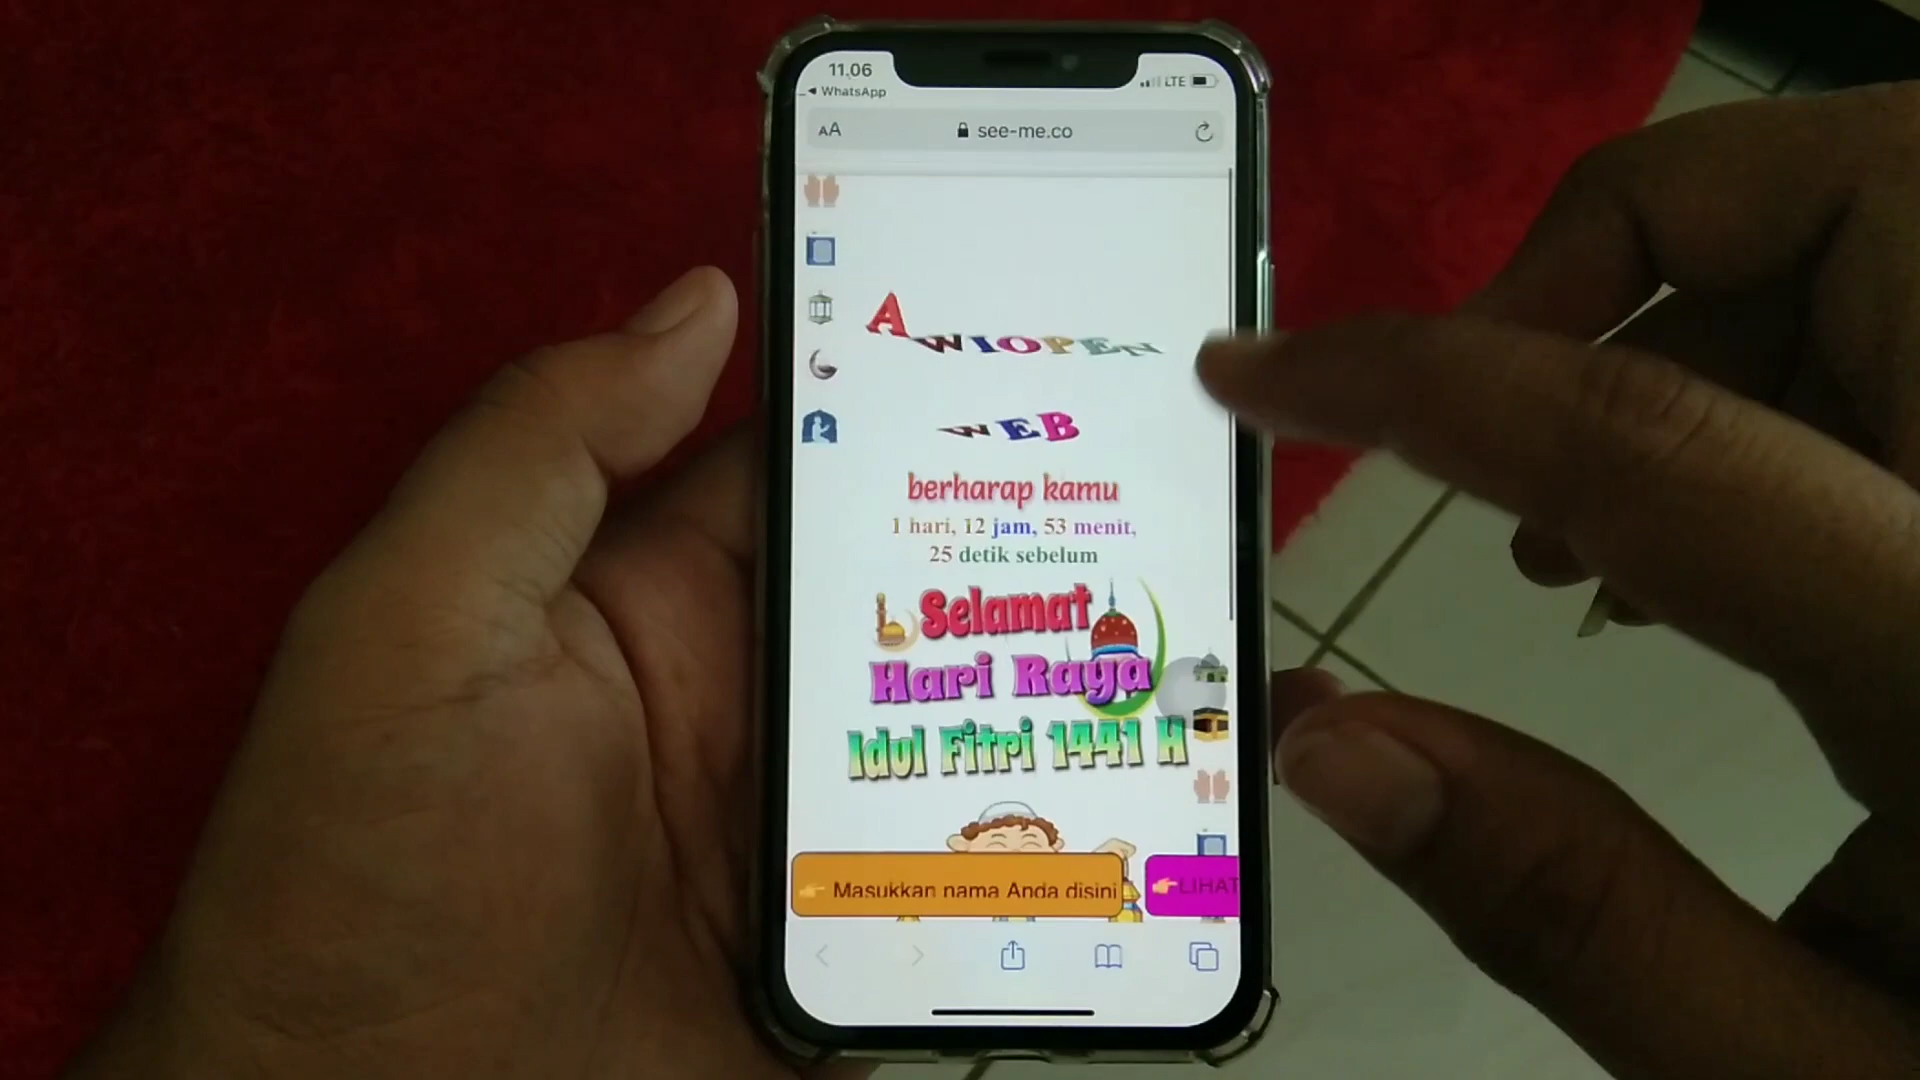 11.06
LTE
WhatsApp
AA see-me.co
AWIOPEN
WEB
berharap kamu
1 hari, 12 jam, 53 menit,
25 detik sebelum
Selamat
Hari Raya
Idul Fitri 1441 H
Masukkan nama Anda disini
LIHAT